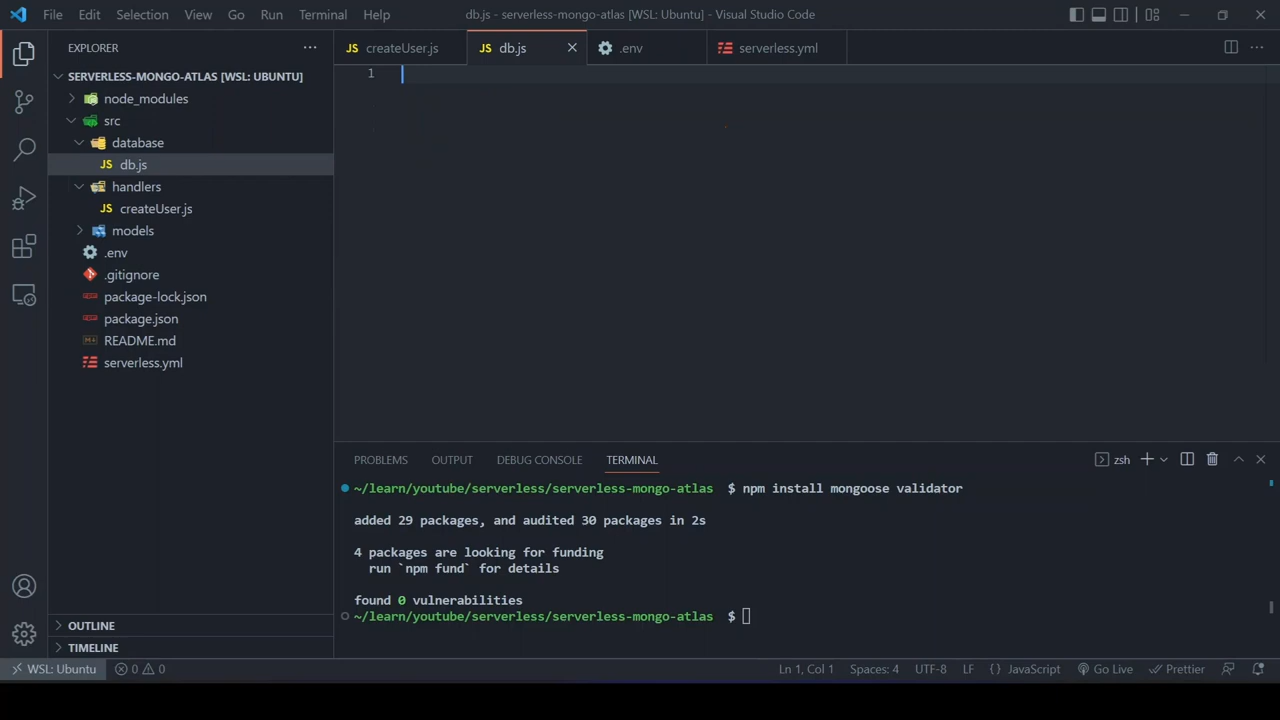 File Edit Selection View Go Run Terminal Help
db.js - serverless-mongo-atlas [WSL: Ubuntu] - Visual Studio Code
EXPLORER
createUser.js
db.js
.env
serverless.yml
SERVERLESS-MONGO-ATLAS [WSL: UBUNTU]
node_modules
src
database
JS db.js
handlers
JS createUser.js
models
.env
.gitignore
package-lock.json
package.json
README.md
serverless.yml
OUTLINE
TIMELINE
1
PROBLEMS OUTPUT DEBUG CONSOLE TERMINAL
zsh
~/learn/youtube/serverless/serverless-mongo-atlas $ npm install mongoose validator
added 29 packages, and audited 30 packages in 2s
4 packages are looking for funding
run `npm fund` for details
found 0 vulnerabilities
~/learn/youtube/serverless/serverless-mongo-atlas $
WSL: Ubuntu 0 0
Ln 1, Col 1 Spaces: 4 UTF-8 LF {} JavaScript Go Live Prettier